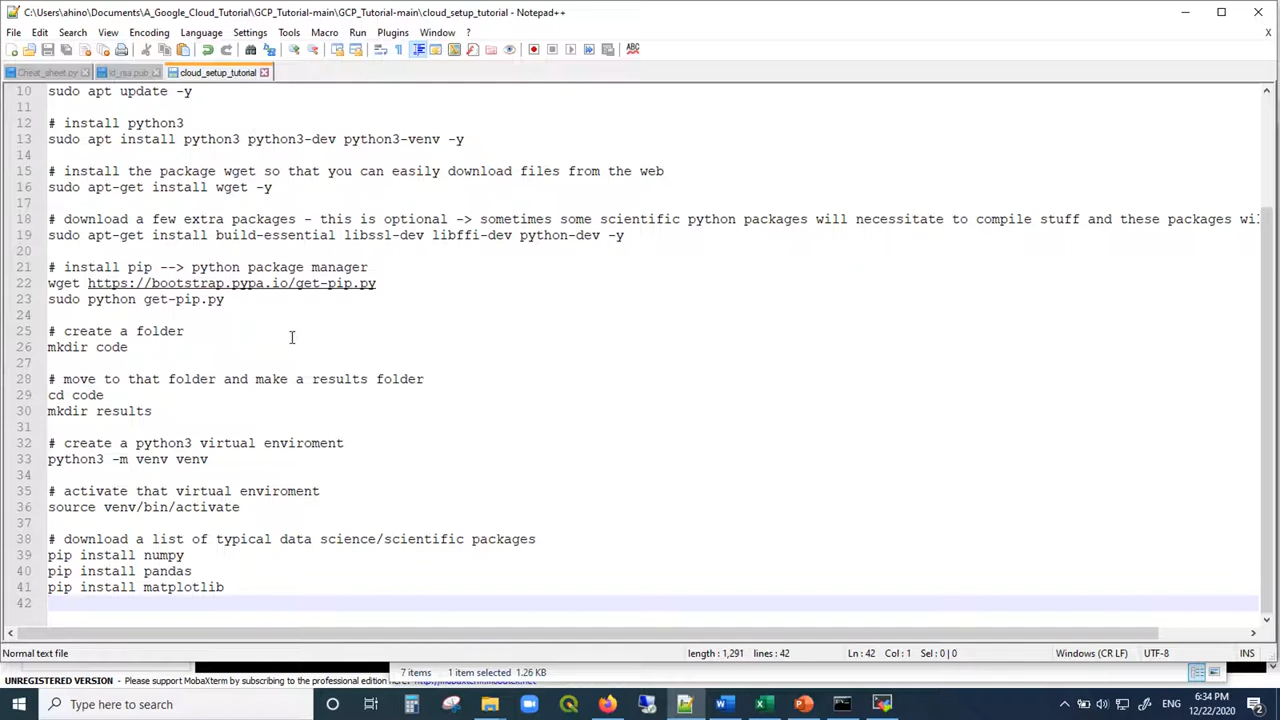 C:\Users\ahino\Documents\A_Google_Cloud_Tutorial\GCP_Tutorial-main\GCP_Tutorial-main\cloud_setup_tutorial - Notepad++
File Edit Search View Encoding Language Settings Tools Macro Run Plugins Window ? X
Cheat_sheet.py id_rsa.pub cloud_setup_tutorial
10 sudo apt update -y
11
12 # install python3
13 sudo apt install python3 python3-dev python3-venv -y
14
15 # install the package wget so that you can easily download files from the web
16 sudo apt-get install wget -y
17
18 # download a few extra packages - this is optional -> sometimes some scientific python packages will necessitate to compile stuff and these packages wil
19 sudo apt-get install build-essential libssl-dev libffi-dev python-dev -y
20
21 # install pip --> python package manager
22 wget https://bootstrap.pypa.io/get-pip.py
23 sudo python get-pip.py
24
25 # create a folder
26 mkdir code
27
28 # move to that folder and make a results folder
29 cd code
30 mkdir results
31
32 # create a python3 virtual enviroment
33 python3 -m venv venv
34
35 # activate that virtual enviroment
36 source venv/bin/activate
37
38 # download a list of typical data science/scientific packages
39 pip install numpy
40 pip install pandas
41 pip install matplotlib
42
Normal text file length : 1,291 lines : 42 Ln : 42 Col : 1 Sel : 0 | 0 Windows (CR LF) UTF-8 INS
7 items 1 item selected 1.26 KB
UNREGISTERED VERSION - Please support MobaXterm by subscribing to the professional edition here:
Type here to search ENG 6:34 PM
12/22/2020